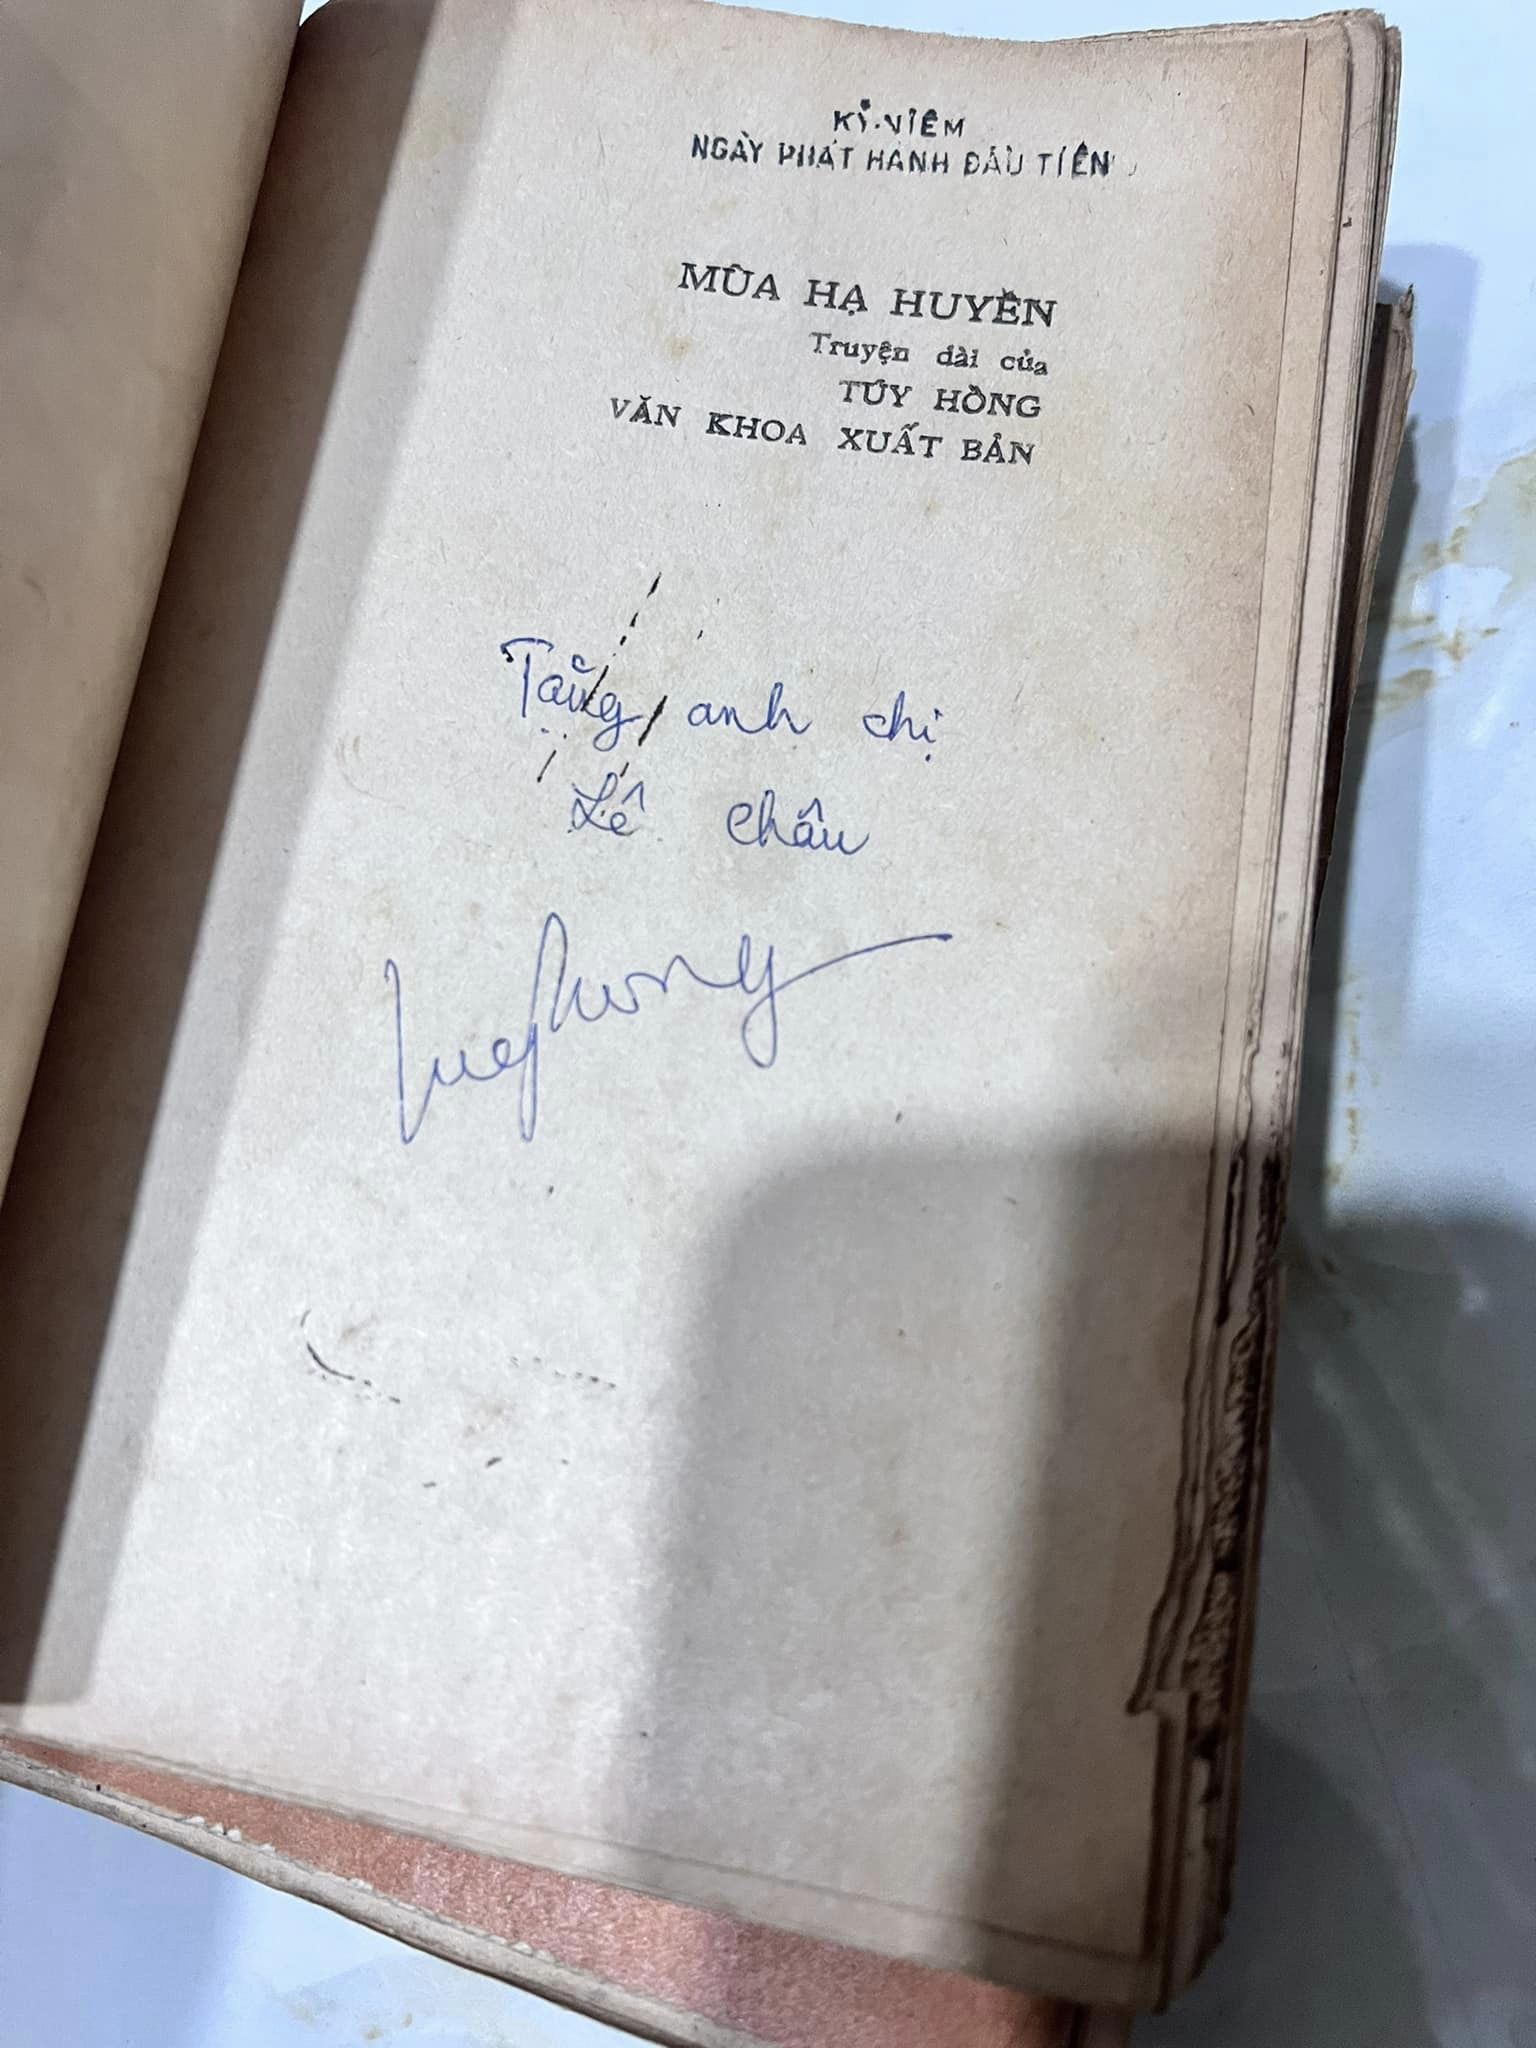 KỈ.NIỆM
NGÀY PHÁT HÀNH ĐẦU TIÊN
MÙA HẠ HUYỀN
Truyện dài của
TÚY HỒNG
VĂN KHOA XUẤT BẢN
Tặng anh chị
Lê Châu